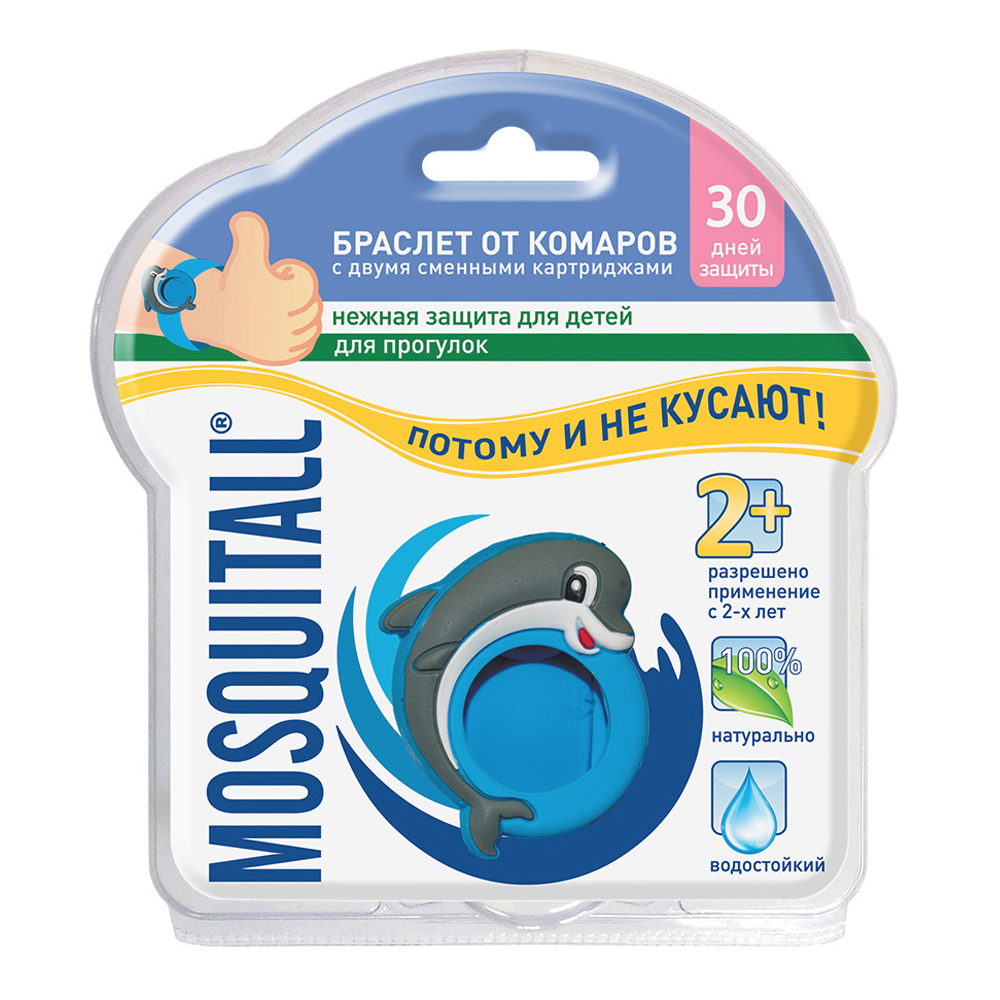 30
дней
защиты
БРАСЛЕТ ОТ КОМАРОВ
с двумя сменными картриджами
нежная защита для детей
для прогулок
ПОТОМУ И НЕ КУСАЮТ!
MOSQUITALL®
2+
разрешено
применение
с 2-х лет
100%
натурально
водостойкий